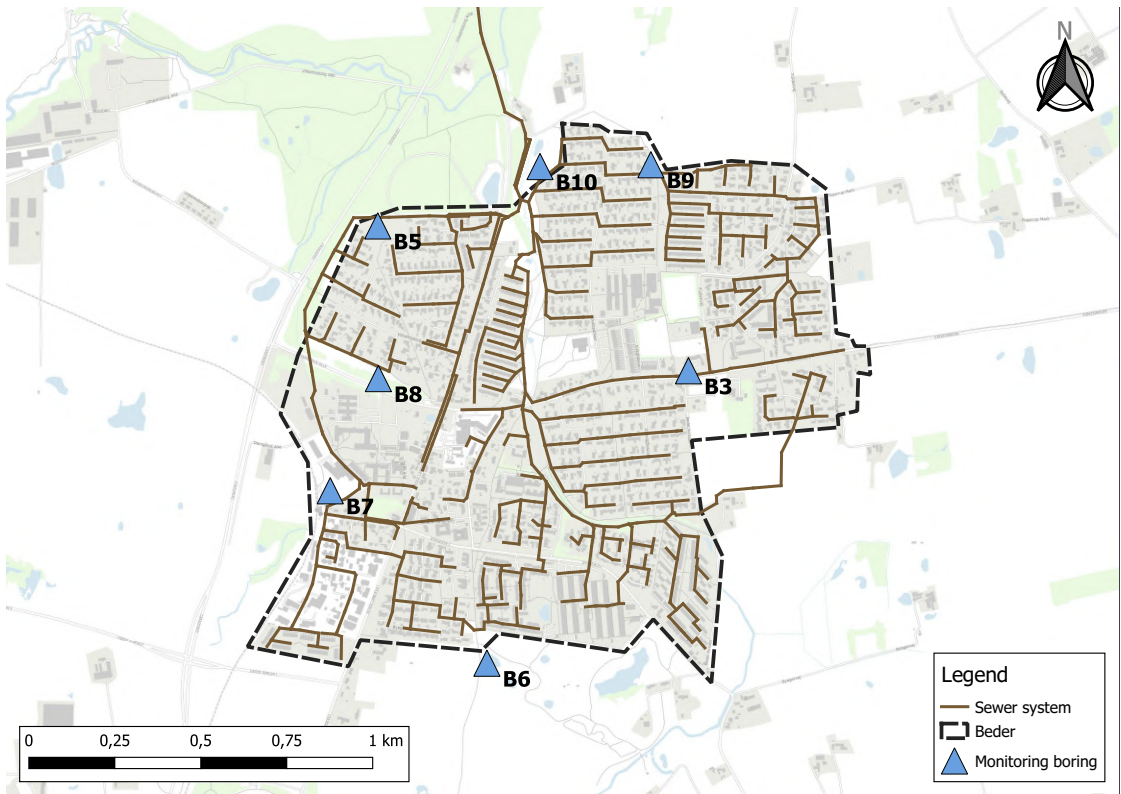 N
B10
B9
B5
B3
B8
B7
B6
Legend
Sewer system
Beder
Monitoring boring
0 0,25 0,5 0,75 1 km